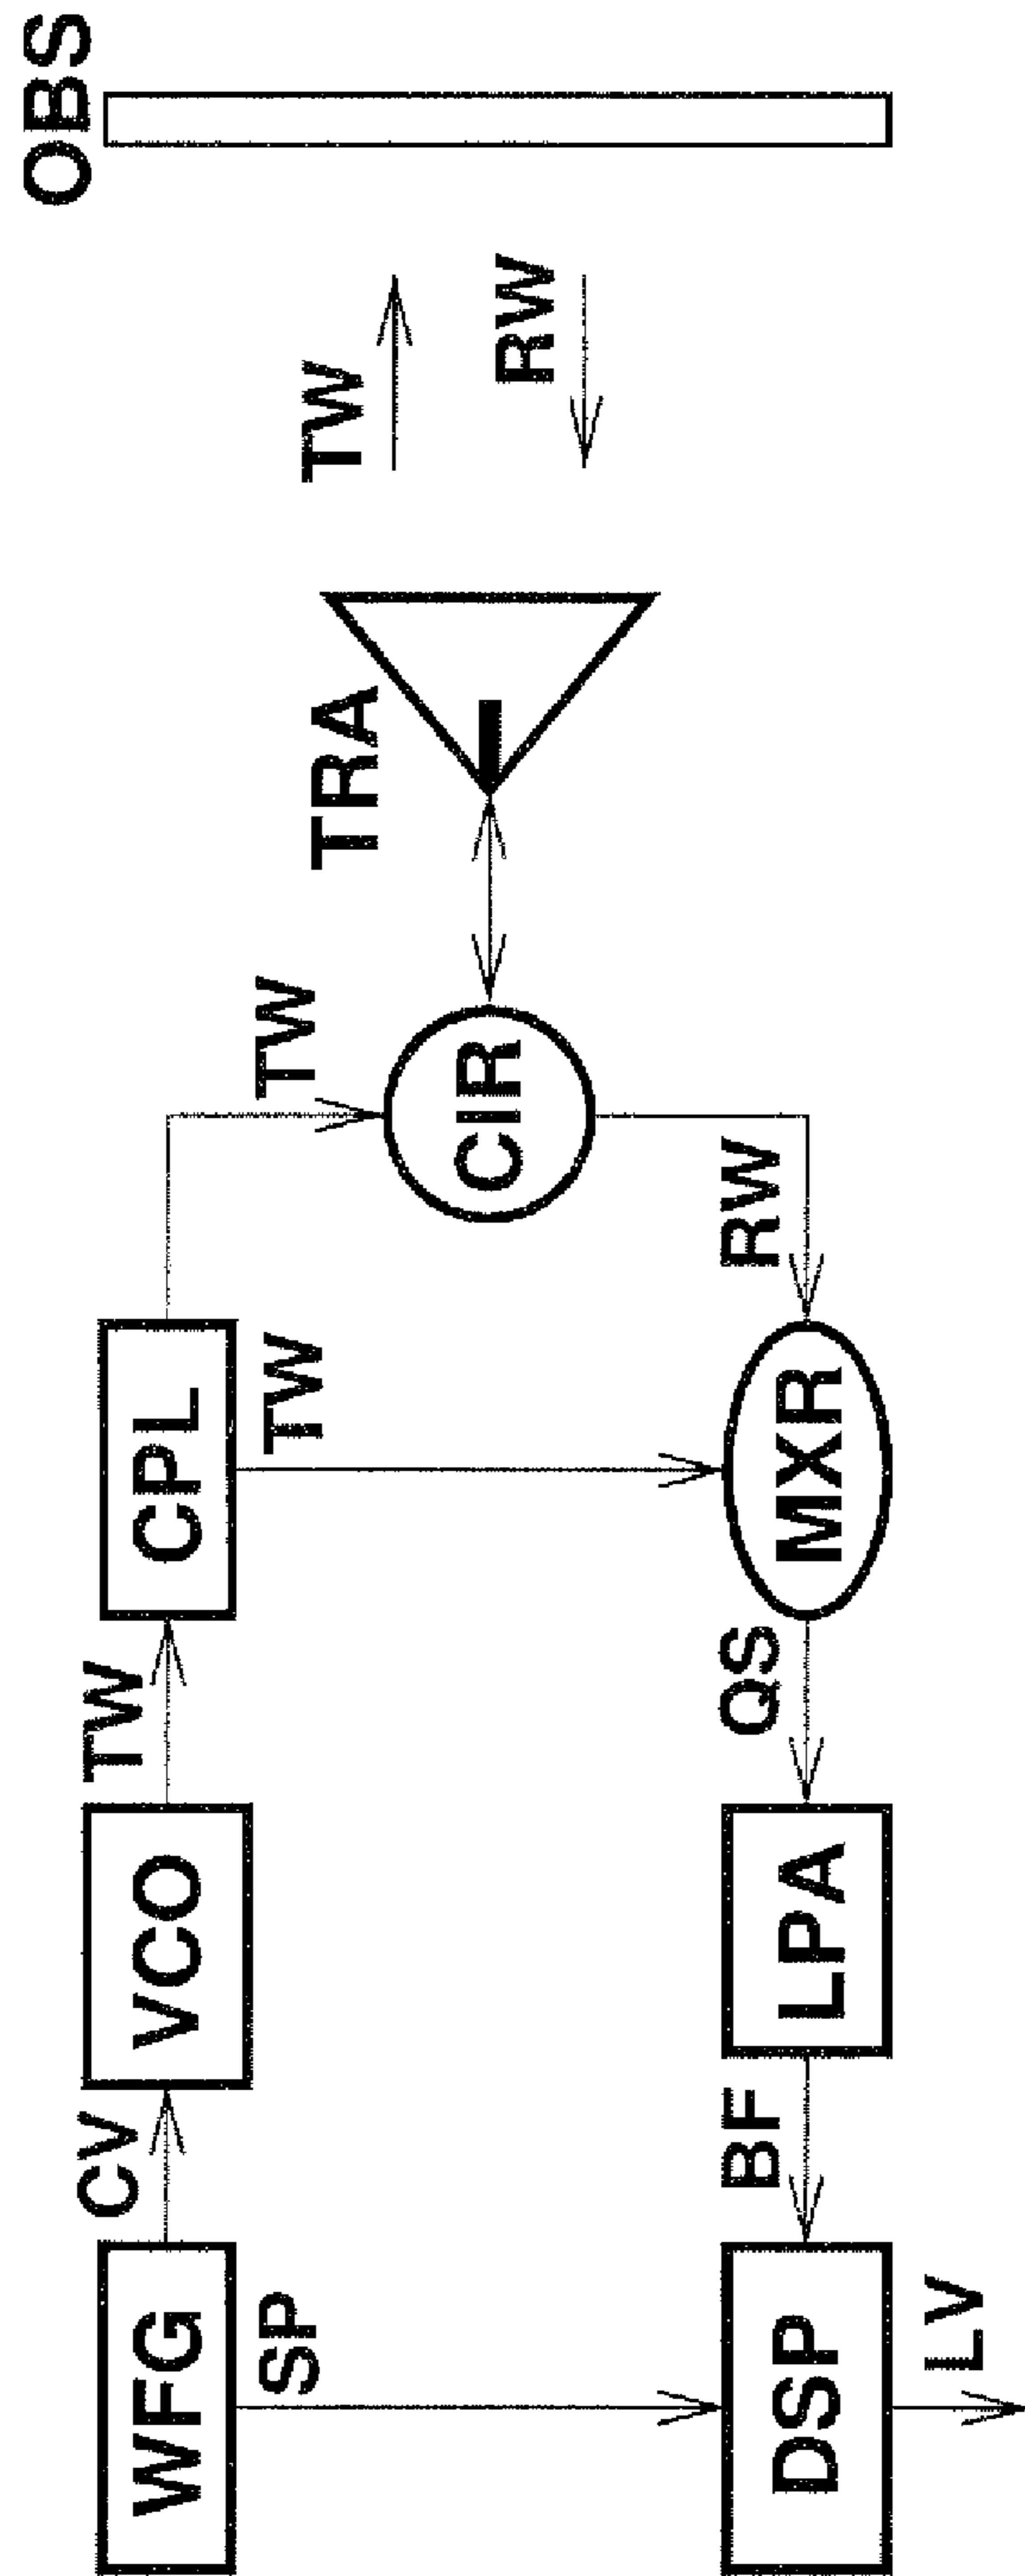 OBS
TW
RW
TRA
TW
CIR
RW
CPL
TW
MXR
TW
QS
VCO
LPA
CV
BF
WFG
SP
DSP
LV